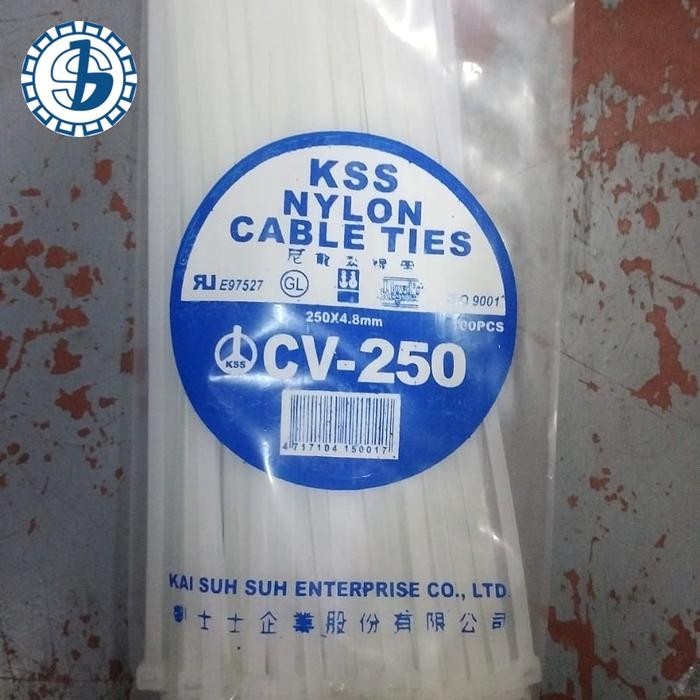 KSS
NYLON
CABLE TIES
E97527 GL ISO 9001
250X4.8mm 100PCS
KSS CV-250
4 717104 150017
KAI SUH SUH ENTERPRISE CO., LTD.
士士企業股份有限公司